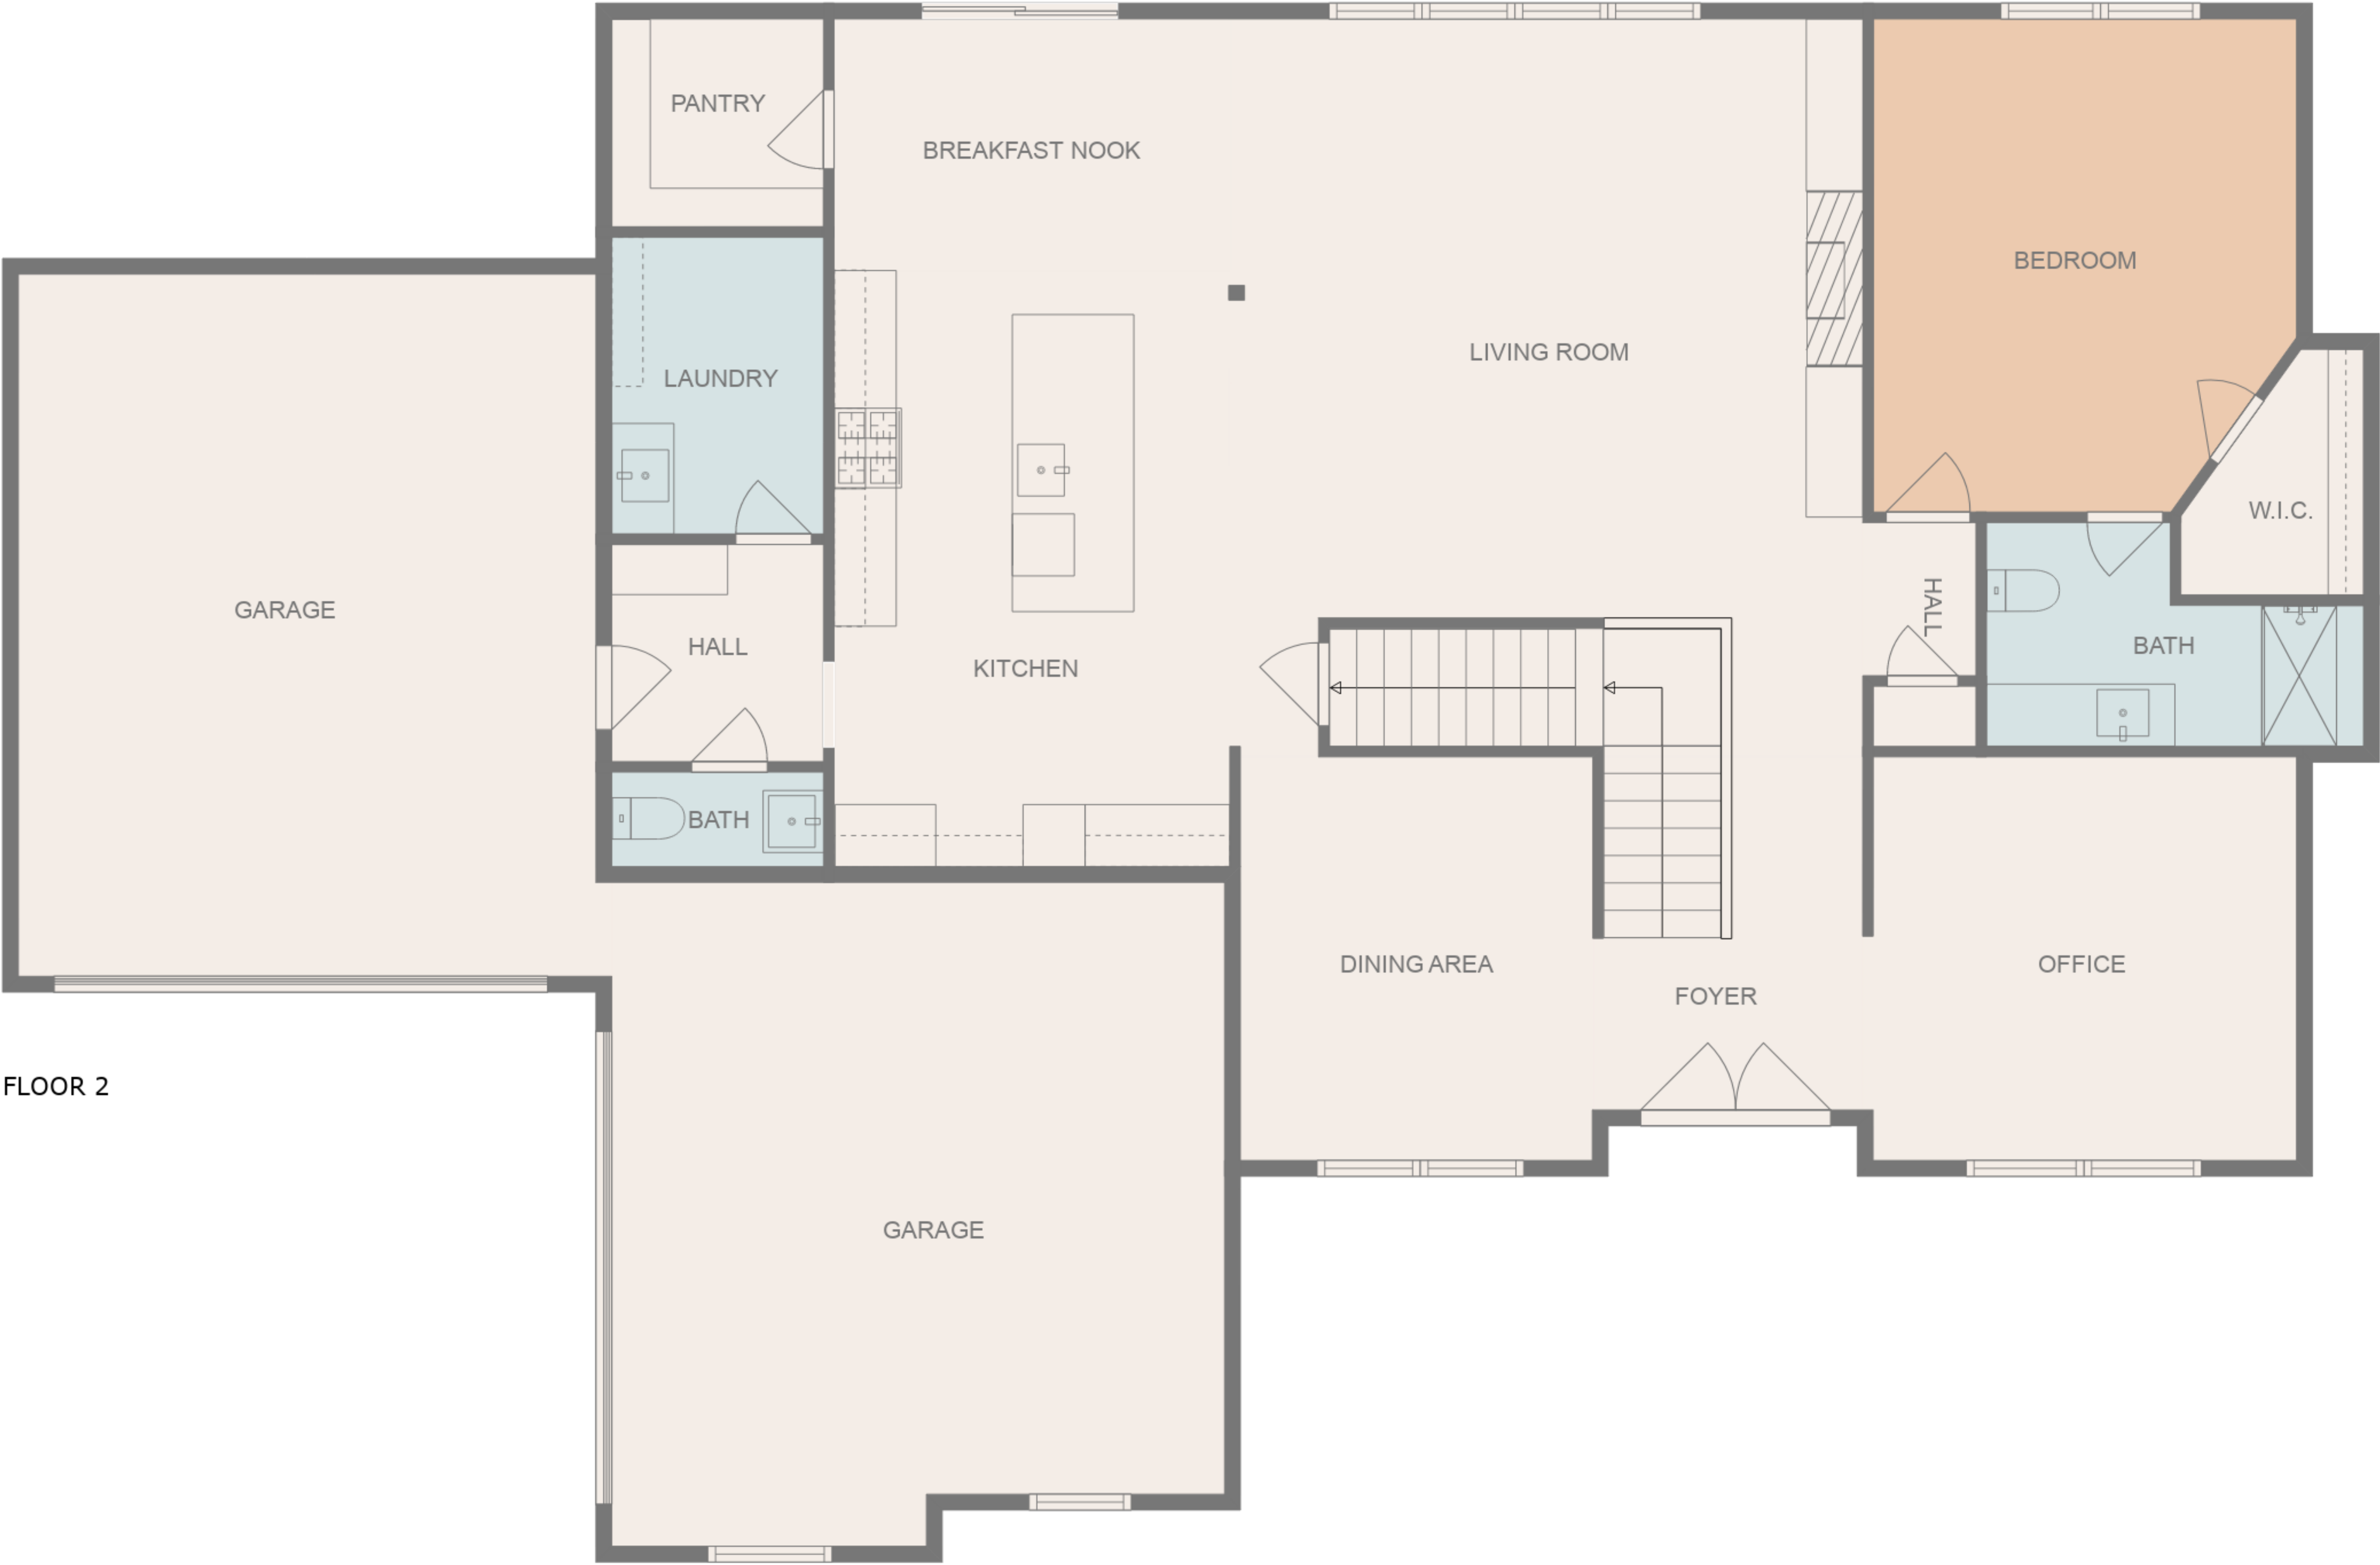 PANTRY
BREAKFAST NOOK
BEDROOM
LIVING ROOM
LAUNDRY
W.I.C.
GARAGE
HALL
HALL
BATH
KITCHEN
BATH
DINING AREA
OFFICE
FOYER
FLOOR 2
GARAGE